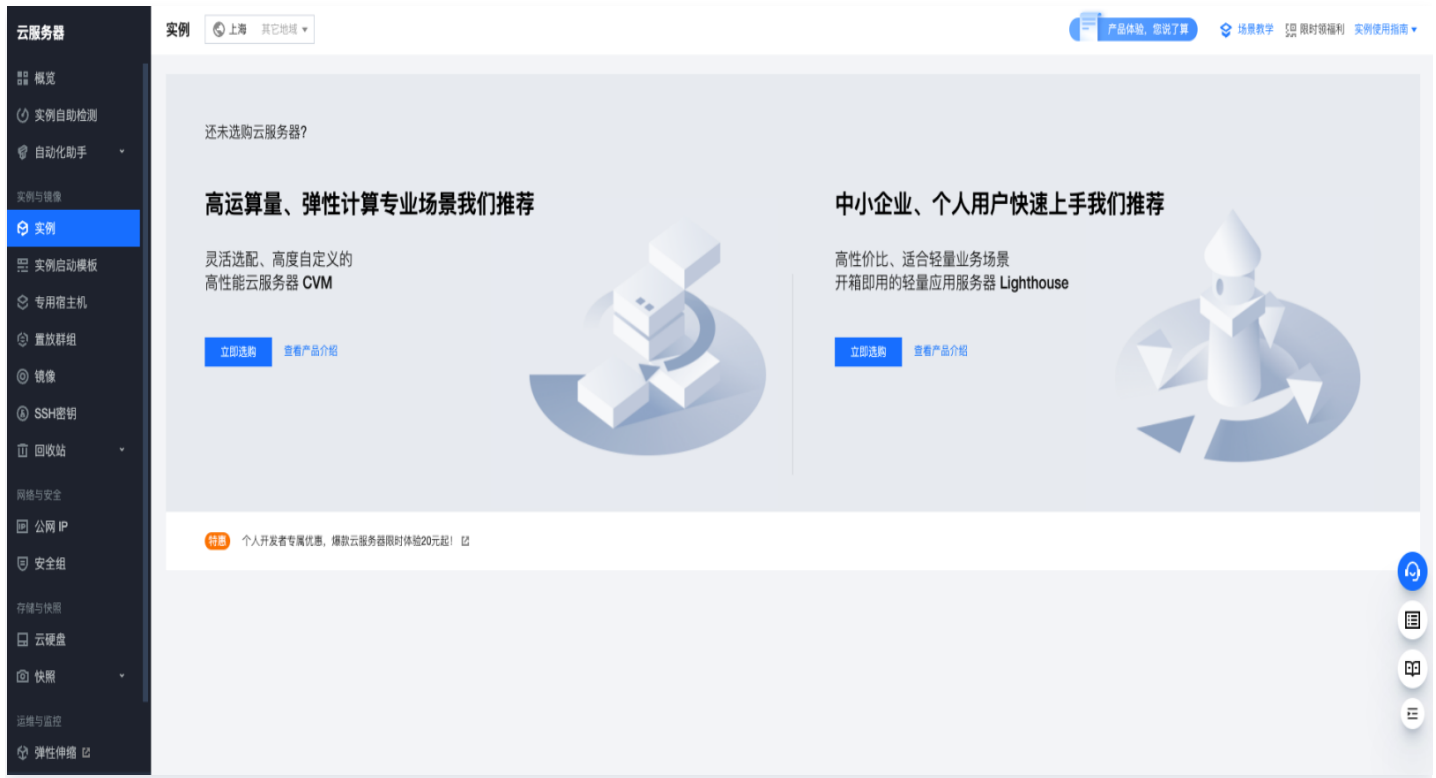 云服务器
概览
实例自助检测
自动化助手
实例与镜像
实例
实例启动模板
专用宿主机
置放群组
镜像
SSH密钥
回收站
网络与安全
公网 IP
安全组
存储与快照
云硬盘
快照
运维与监控
弹性伸缩
实例 上海 其它地域
产品体验，您说了算 场景教学 限时领福利 实例使用指南
还未选购云服务器?
高运算量、弹性计算专业场景我们推荐
灵活选配、高度自定义的
高性能云服务器 CVM
立即选购 查看产品介绍
中小企业、个人用户快速上手我们推荐
高性价比、适合轻量业务场景
开箱即用的轻量应用服务器 Lighthouse
立即选购 查看产品介绍
特惠 个人开发者专属优惠，爆款云服务器限时体验20元起！